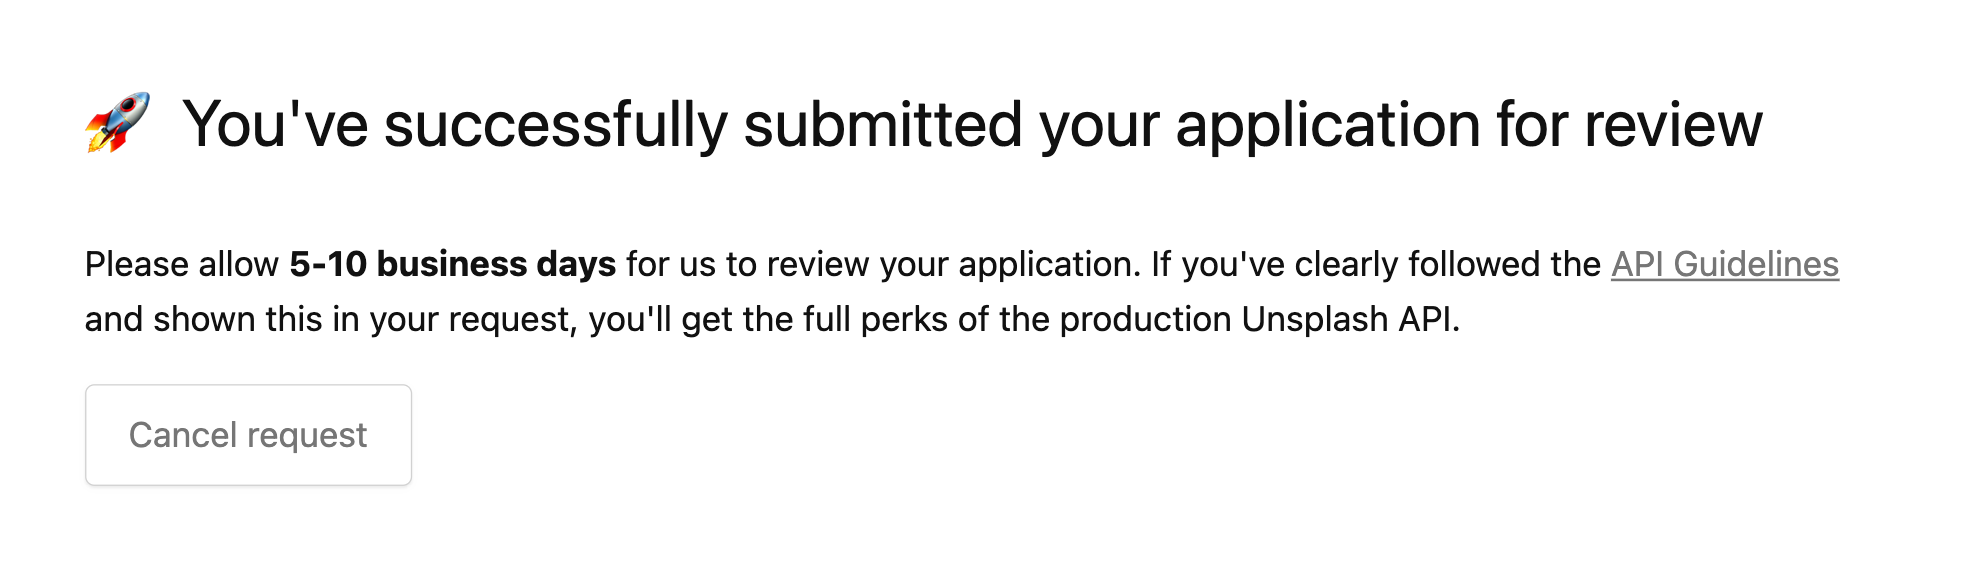 🚀 You've successfully submitted your application for review
Please allow 5-10 business days for us to review your application. If you've clearly followed the API Guidelines
and shown this in your request, you'll get the full perks of the production Unsplash API.
Cancel request